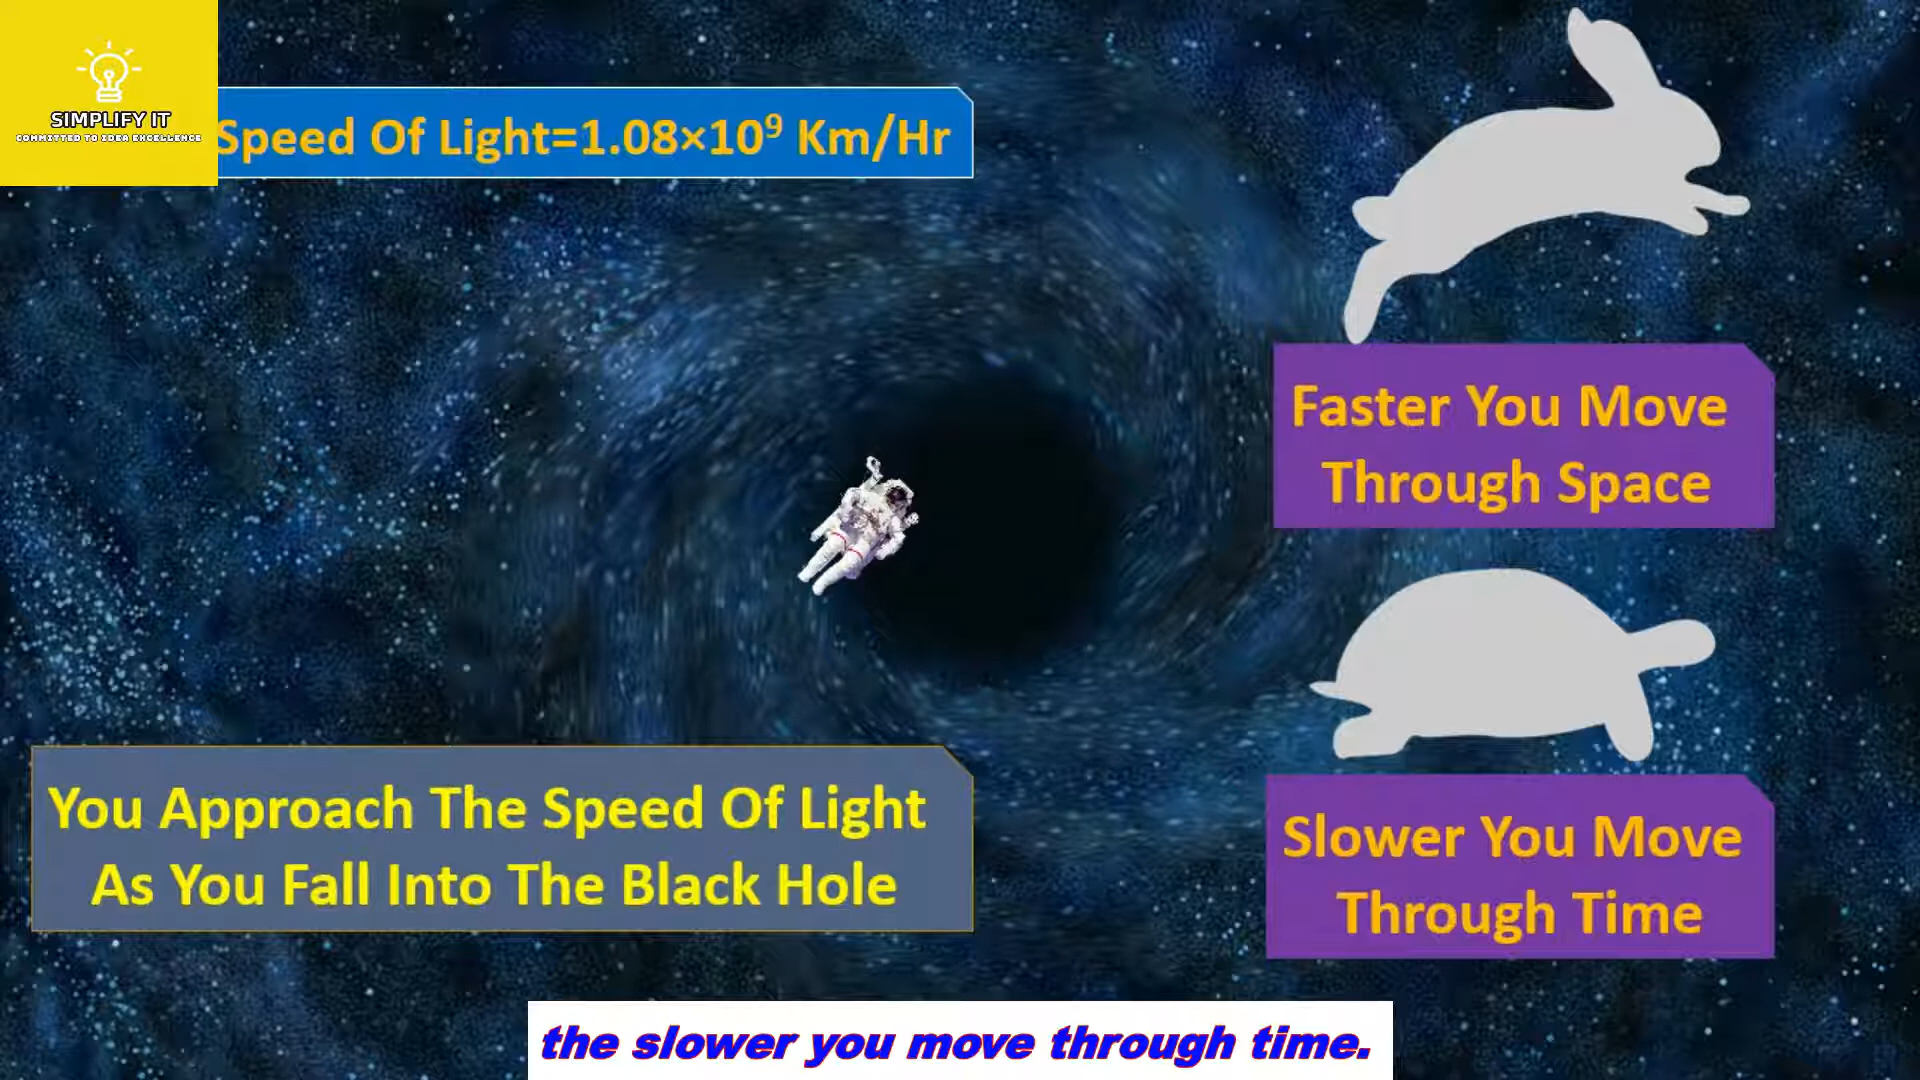 SIMPLIFY IT
COMMITTED TO IDEA EXCELLENCE
Speed Of Light=1.08×10⁹ Km/Hr
Faster You Move
Through Space
You Approach The Speed Of Light
As You Fall Into The Black Hole
Slower You Move
Through Time
the slower you move through time.